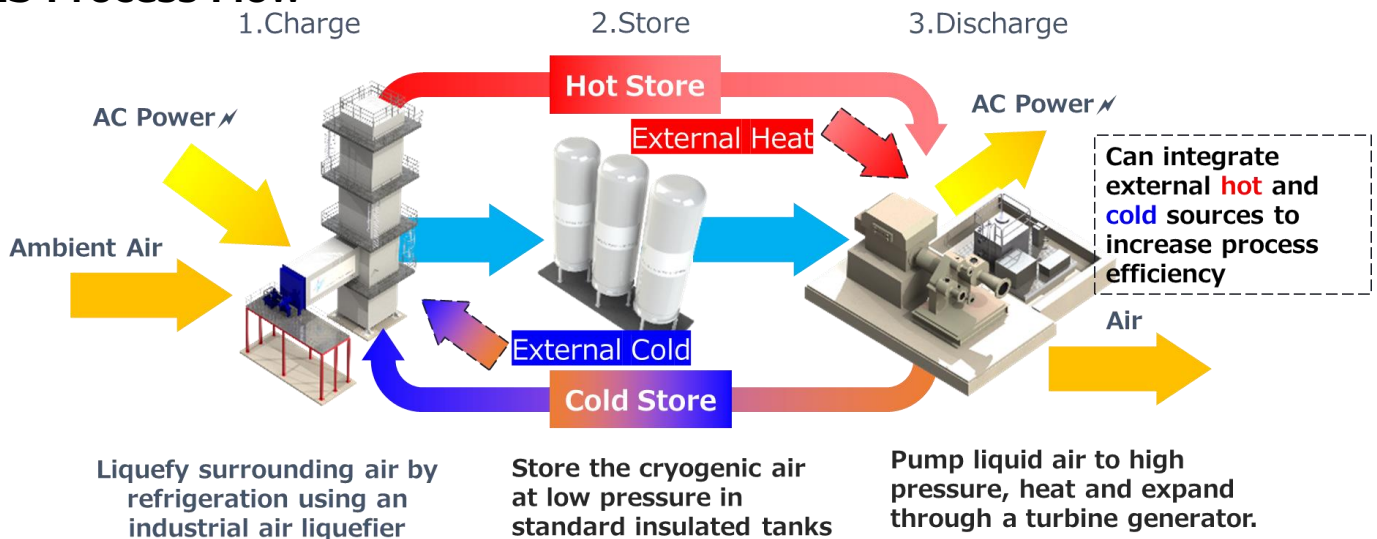 Process Flow
1.Charge
2.Store
3.Discharge
Hot Store
AC Power
External Heat
AC Power
Can integrate
external hot and
cold sources to
increase process
efficiency
Ambient Air
Air
External Cold
Cold Store
Liquefy surrounding air by
refrigeration using an
industrial air liquefier
Store the cryogenic air
at low pressure in
standard insulated tanks
Pump liquid air to high
pressure, heat and expand
through a turbine generator.